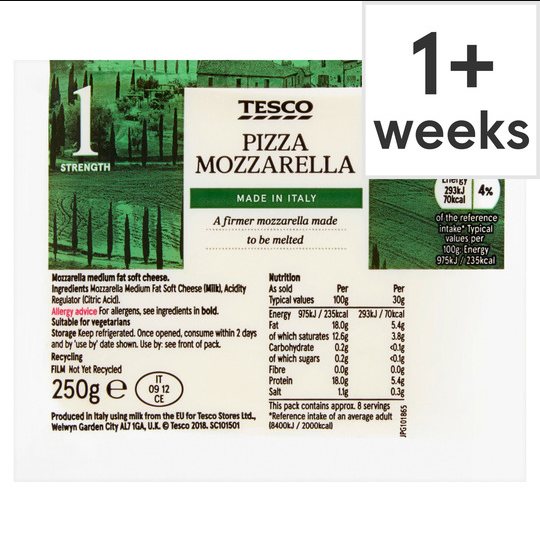 1+
weeks
1
STRENGTH
TESCO
PIZZA
MOZZARELLA
MADE IN ITALY
A firmer mozzarella made
to be melted
Energy
293kJ
70kcal
4%
of the reference
intake* Typical
values per
100g: Energy
975kJ / 235kcal
Mozzarella medium fat soft cheese.
Ingredients Mozzarella Medium Fat Soft Cheese (Milk), Acidity
Regulator (Citric Acid).
Allergy advice For allergens, see ingredients in bold.
Suitable for vegetarians
Storage Keep refrigerated. Once opened, consume within 2 days
and by 'use by' date shown. Use by: see front of pack.
Recycling
FILM Not Yet Recycled
250g e
IT
09 12
CE
Produced in Italy using milk from the EU for Tesco Stores Ltd.,
Welwyn Garden City AL7 1GA, U.K. © Tesco 2018. SC101501
Nutrition
As sold Per Per
Typical values 100g 30g
Energy 975kJ / 235kcal 293kJ / 70kcal
Fat 18.0g 5.4g
of which saturates 12.6g 3.8g
Carbohydrate 0.2g <0.1g
of which sugars 0.2g <0.1g
Fibre 0.0g 0.0g
Protein 18.0g 5.4g
Salt 1.1g 0.3g
This pack contains approx. 8 servings
*Reference intake of an average adult
(8400kJ / 2000kcal)
JPG101865